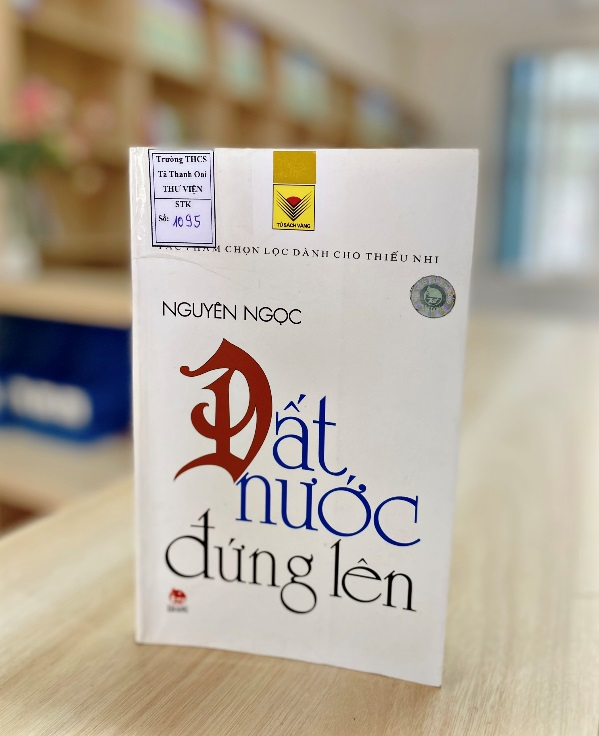 Trường THCS
Tả Thanh Oai
THƯ VIỆN
STK
Số: 1095
TỦ SÁCH VÀNG
PHẨM CHỌN LỌC DÀNH CHO THIẾU NHI
NGUYÊN NGỌC
Đất
nước
đứng lên